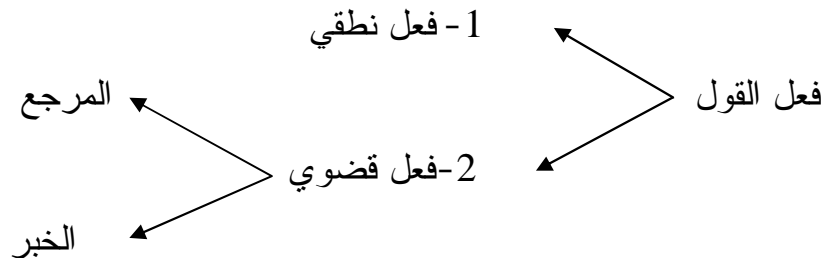 1- فعل نطقي
فعل القول
المرجع
2-فعل قضوي
الخبر